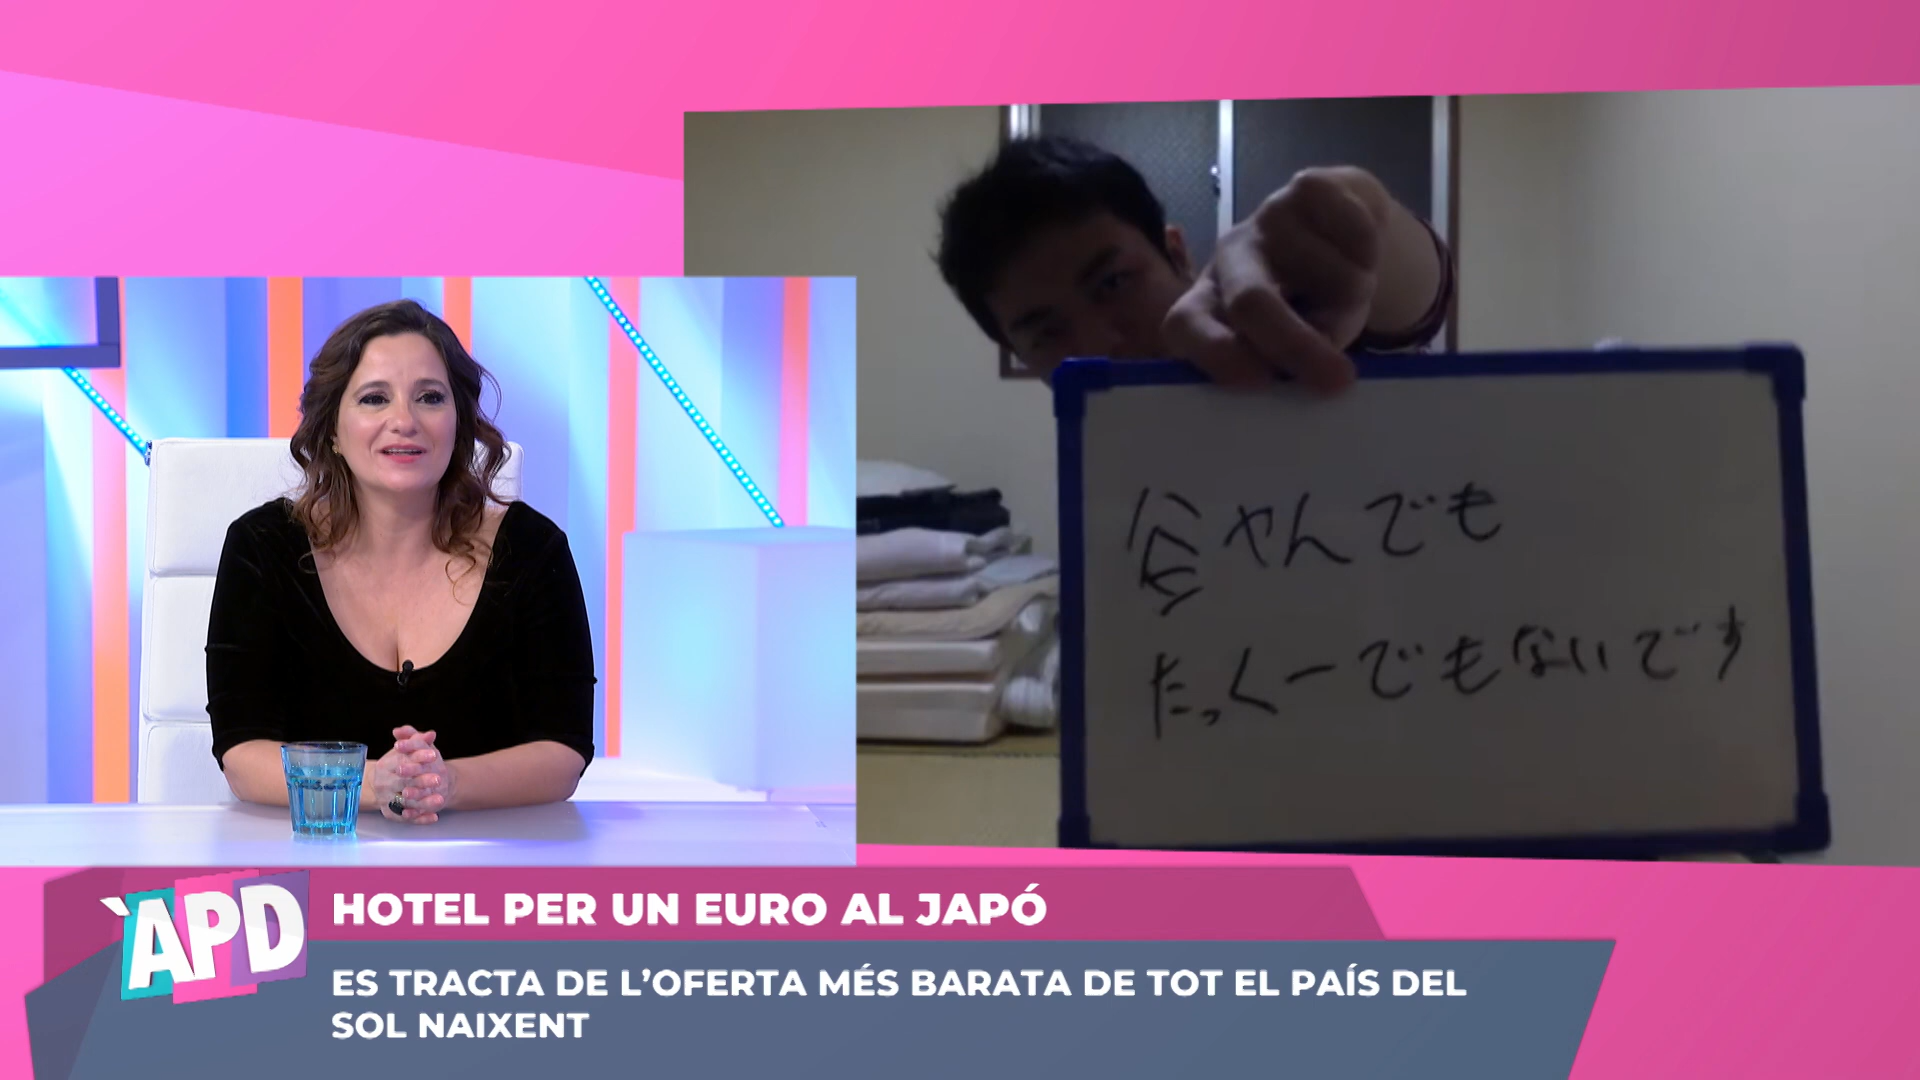 谷やんでも
たっくーでもないです
`APD
HOTEL PER UN EURO AL JAPÓ
ES TRACTA DE L'OFERTA MÉS BARATA DE TOT EL PAÍS DEL
SOL NAIXENT